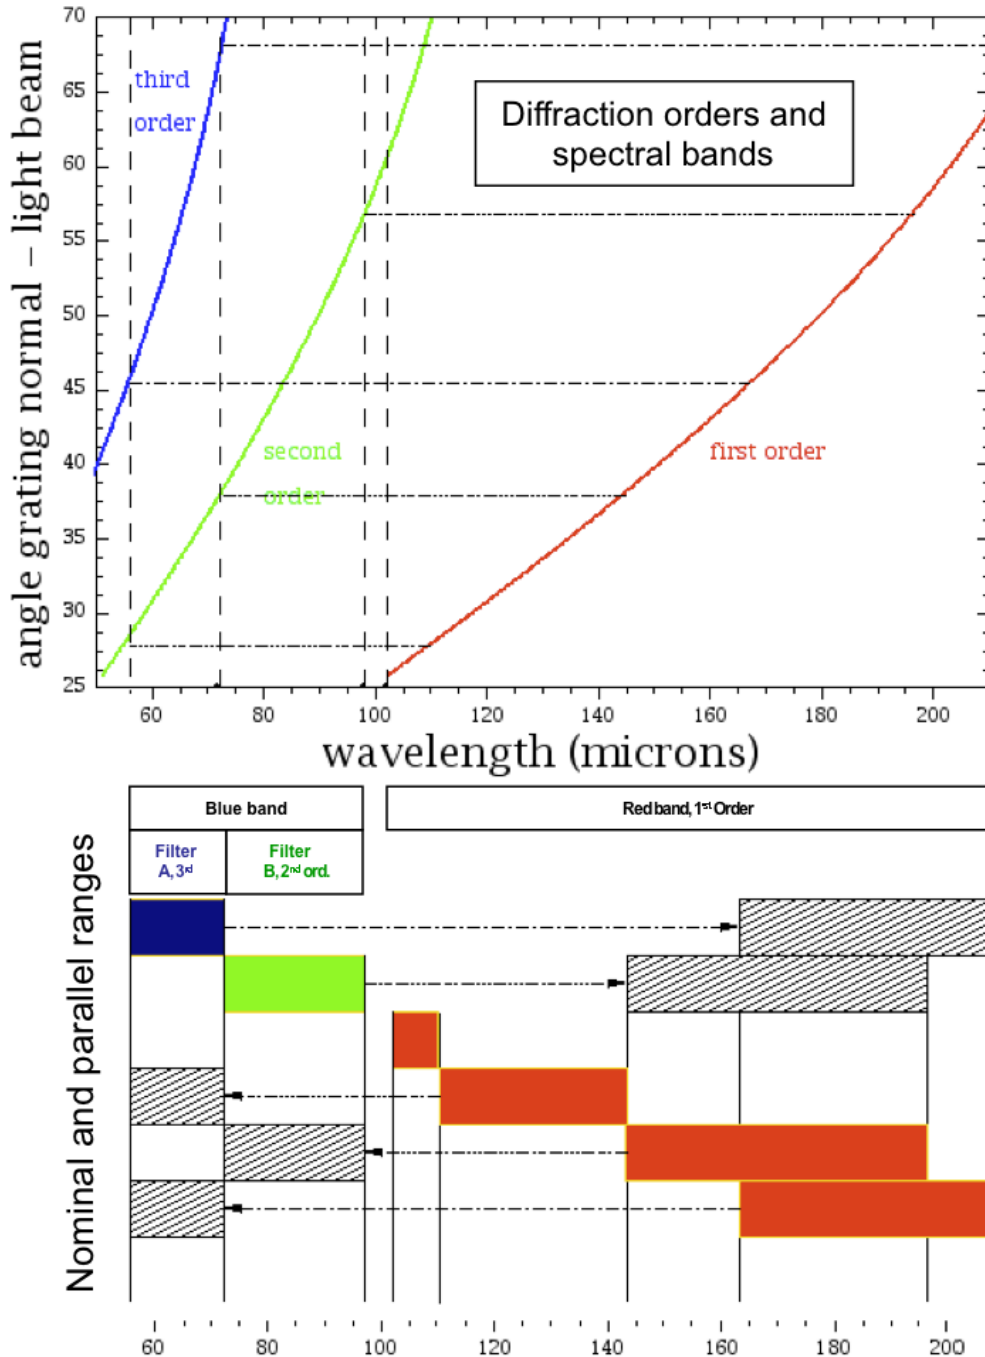 70
65
60
55
50
45
40
35
30
25
angle grating normal – light beam
third
order
Diffraction orders and
spectral bands
second
order
first order
60
80
100
120
140
160
180
200
wavelength (microns)
Blue band
Red band, 1st Order
Filter
A, 3rd
Filter
B, 2nd ord.
Nominal and parallel ranges
60
80
100
120
140
160
180
200